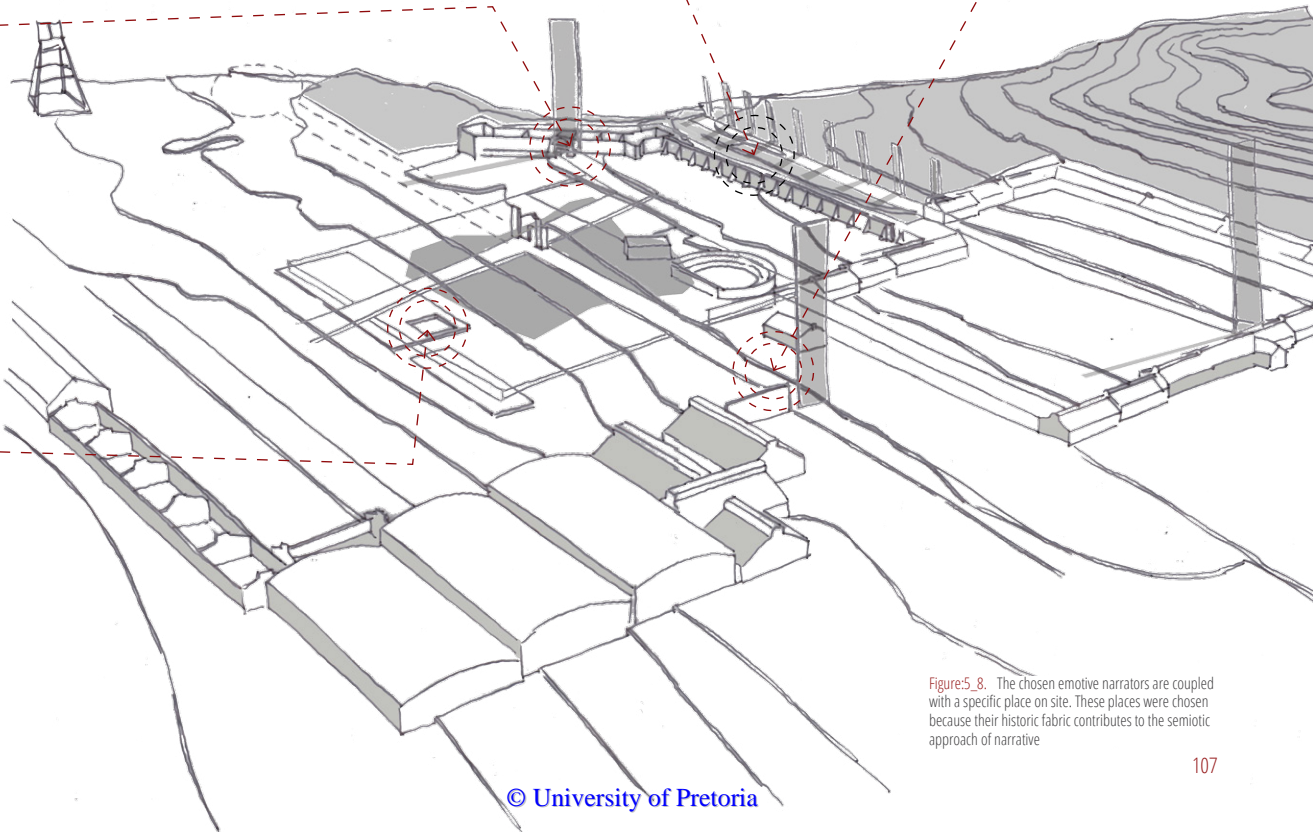 Figure:5_8. The chosen emotive narrators are coupled
with a specific place on site. These places were chosen
because their historic fabric contributes to the semiotic
approach of narrative
107
© University of Pretoria